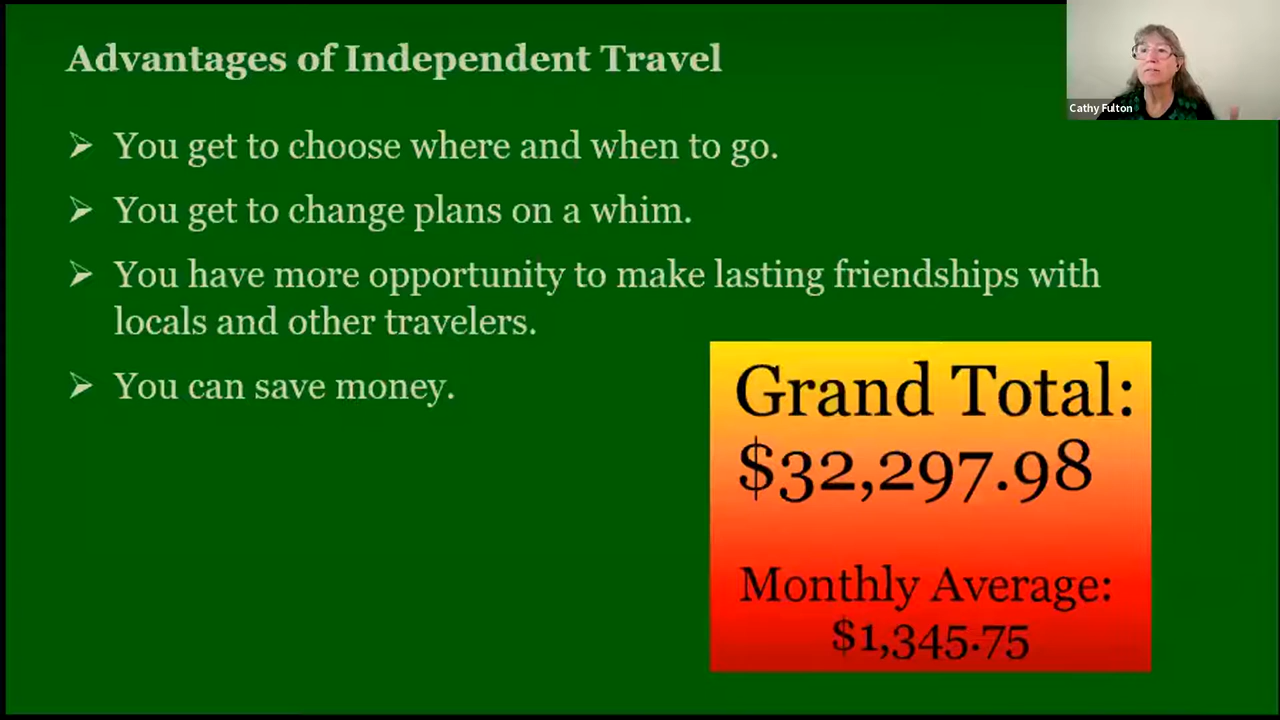 Advantages of Independent Travel
Cathy Fulton
You get to choose where and when to go.
You get to change plans on a whim.
You have more opportunity to make lasting friendships with
locals and other travelers.
You can save money.
Grand Total:
$32,297.98
Monthly Average:
$1,345.75